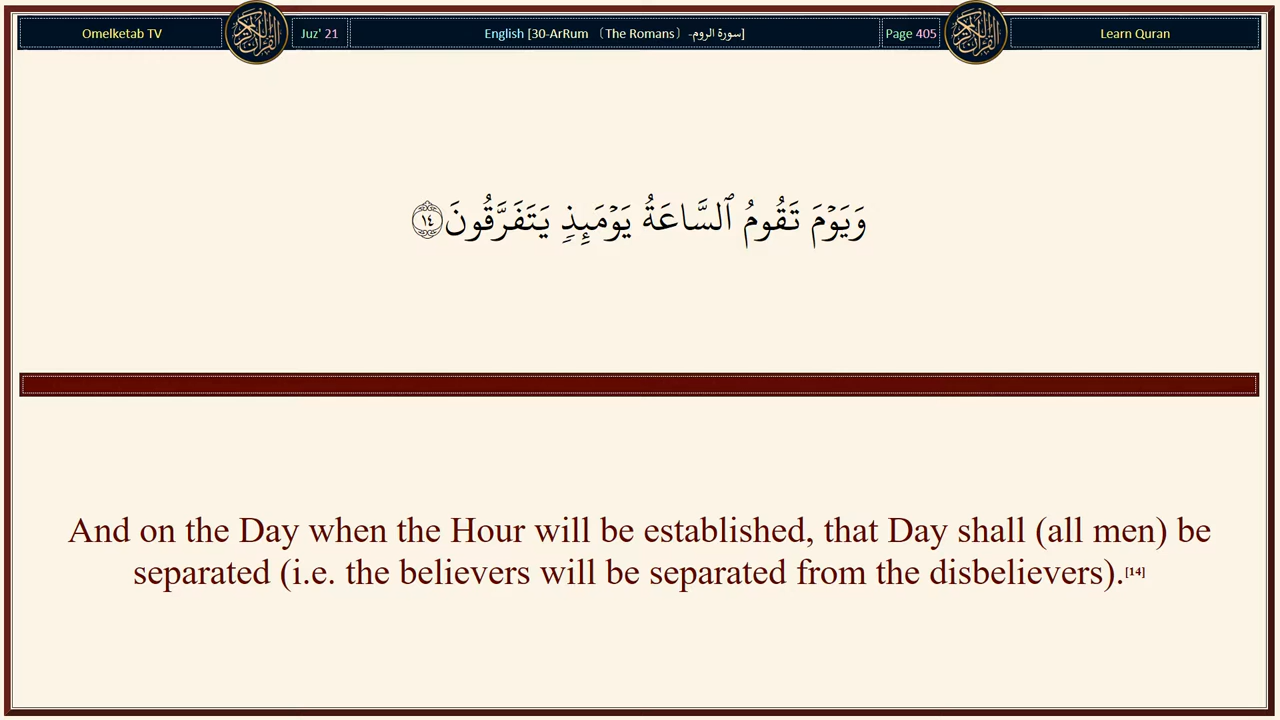 Omelketab TV
Juz' 21
English [30-ArRum 〔The Romans〕-سورة الروم]
Page 405
Learn Quran
وَيَوْمَ تَقُومُ ٱلسَّاعَةُ يَوْمَئِذٍ يَتَفَرَّقُونَ ١٤
And on the Day when the Hour will be established, that Day shall (all men) be
separated (i.e. the believers will be separated from the disbelievers).[14]